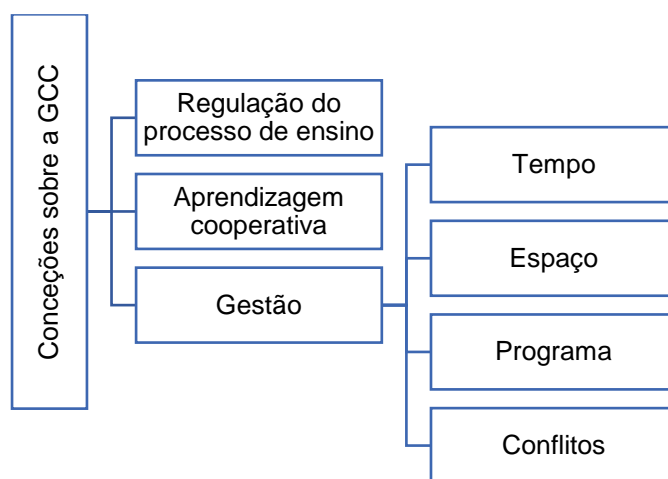 Conceções sobre a GCC
Regulação do
processo de ensino
Aprendizagem
cooperativa
Gestão
Tempo
Espaço
Programa
Conflitos